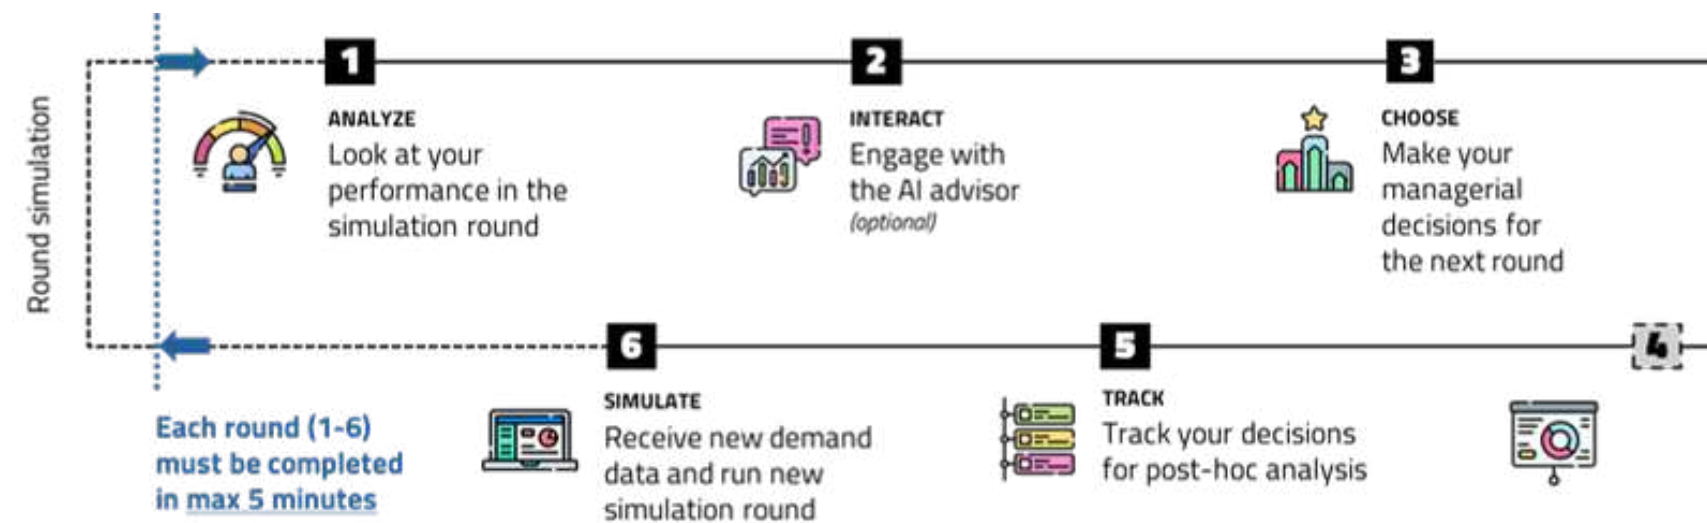 Round simulation
1
ANALYZE
Look at your
performance in the
simulation round
2
INTERACT
Engage with
the AI advisor
(optional)
3
CHOOSE
Make your
managerial
decisions for
the next round
4
5
TRACK
Track your decisions
for post-hoc analysis
6
SIMULATE
Receive new demand
data and run new
simulation round
Each round (1-6)
must be completed
in max 5 minutes